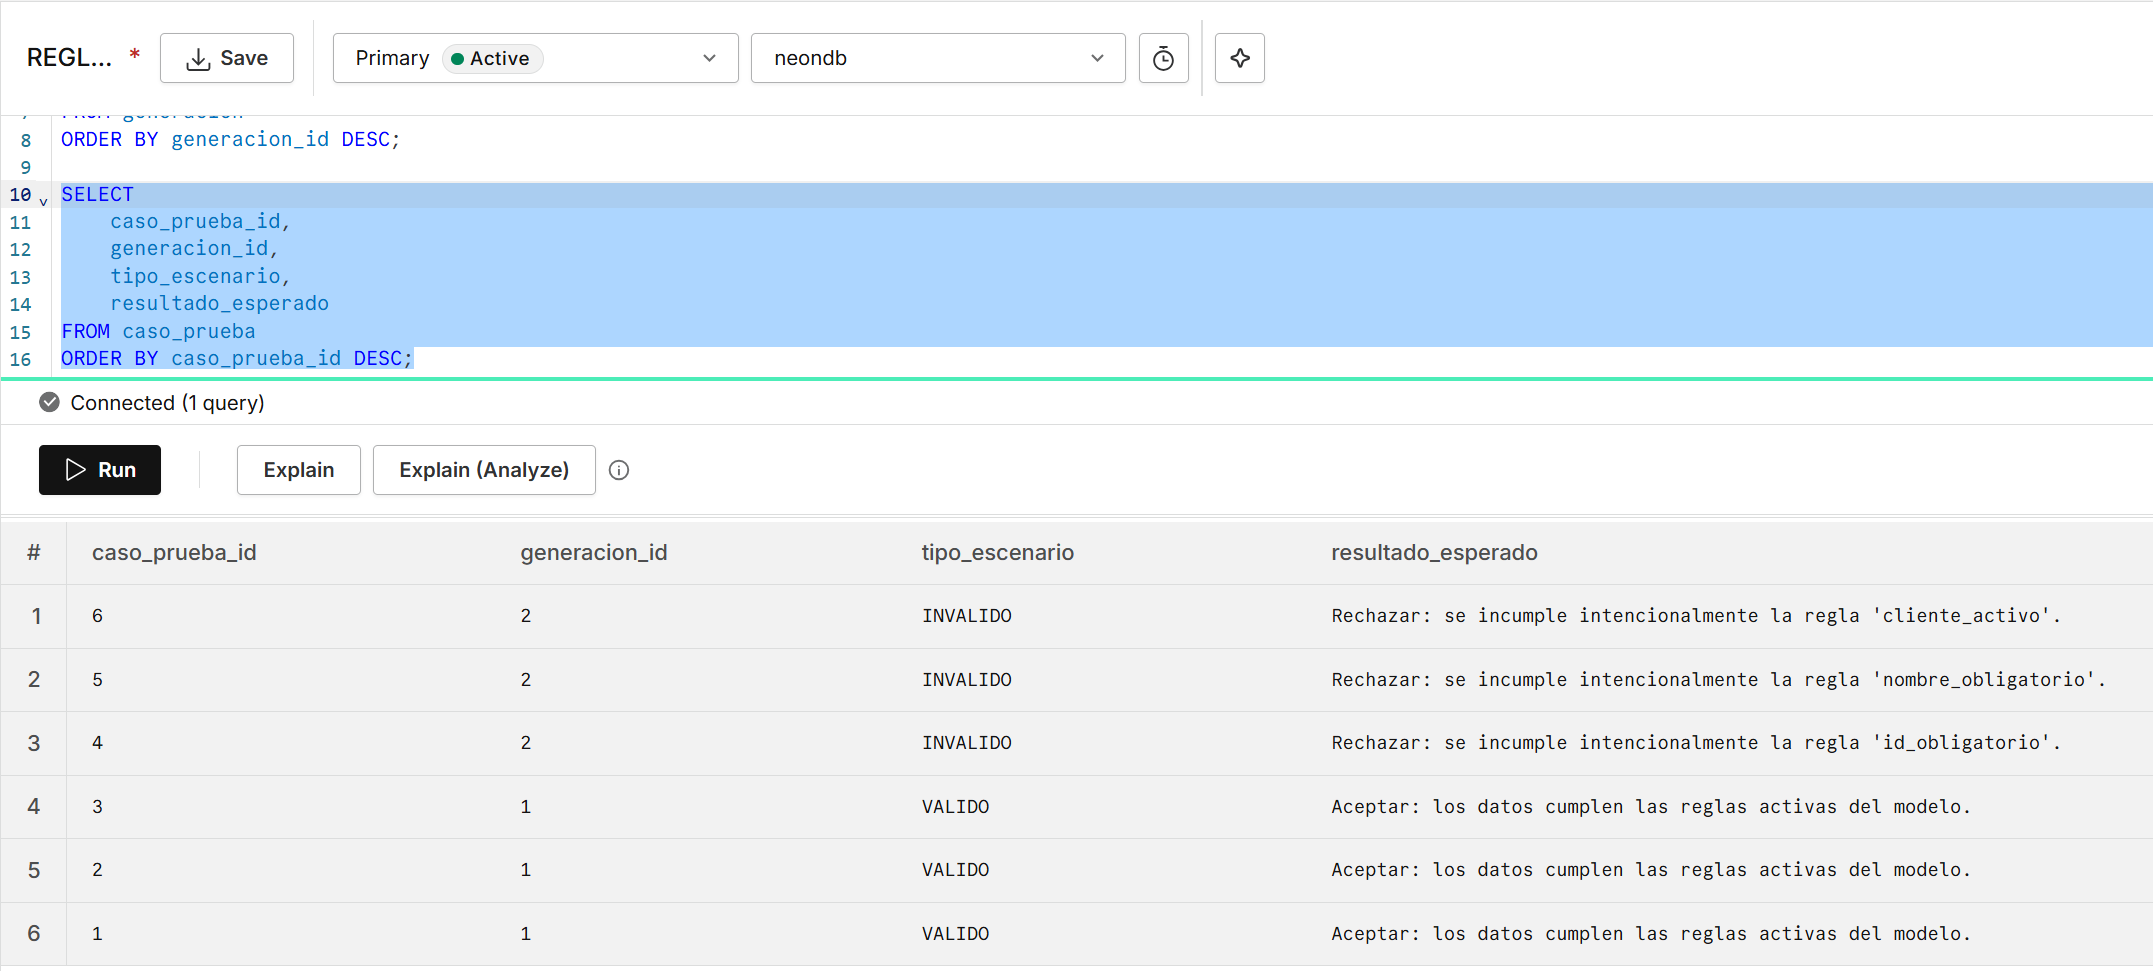 REGL... *
Save
Primary Active
neondb
7 FROM generacion
8 ORDER BY generacion_id DESC;
9
10 SELECT
11 caso_prueba_id,
12 generacion_id,
13 tipo_escenario,
14 resultado_esperado
15 FROM caso_prueba
16 ORDER BY caso_prueba_id DESC;
Connected (1 query)
Run Explain Explain (Analyze)
# caso_prueba_id generacion_id tipo_escenario resultado_esperado
1 6 2 INVALIDO Rechazar: se incumple intencionalmente la regla 'cliente_activo'.
2 5 2 INVALIDO Rechazar: se incumple intencionalmente la regla 'nombre_obligatorio'.
3 4 2 INVALIDO Rechazar: se incumple intencionalmente la regla 'id_obligatorio'.
4 3 1 VALIDO Aceptar: los datos cumplen las reglas activas del modelo.
5 2 1 VALIDO Aceptar: los datos cumplen las reglas activas del modelo.
6 1 1 VALIDO Aceptar: los datos cumplen las reglas activas del modelo.